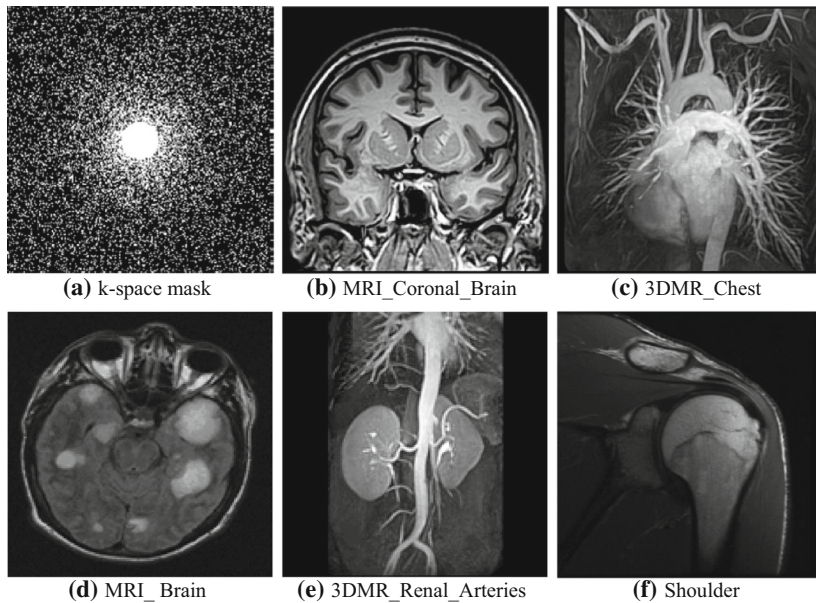 (a) k-space mask
(b) MRI_Coronal_Brain
(c) 3DMR_Chest
(d) MRI_ Brain
(e) 3DMR_Renal_Arteries
(f) Shoulder